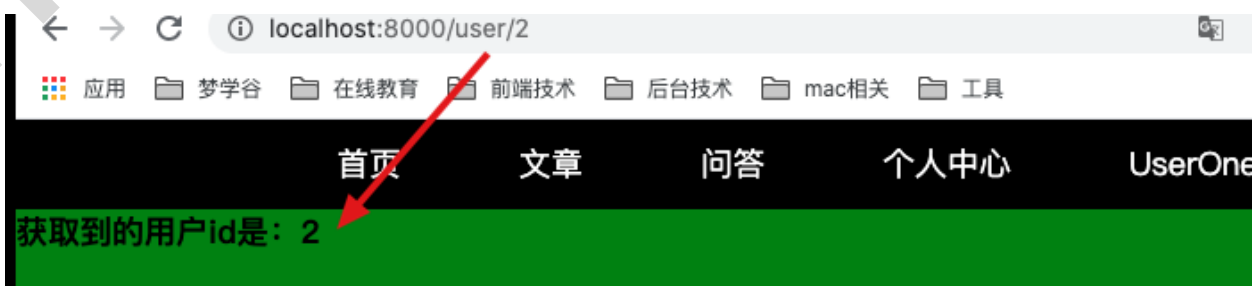 localhost:8000/user/2
应用 梦学谷 在线教育 前端技术 后台技术 mac相关 工具
首页 文章 问答 个人中心 UserOne
获取到的用户id是：2